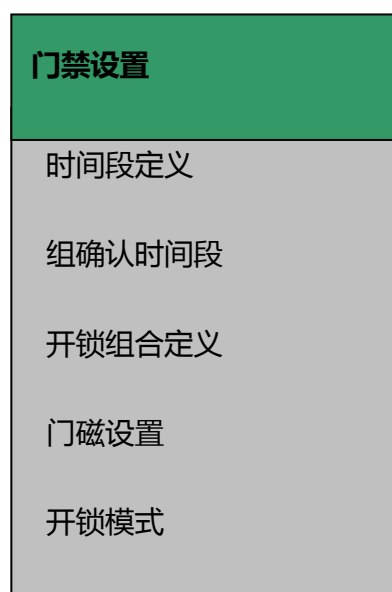 门禁设置
时间段定义
组确认时间段
开锁组合定义
门磁设置
开锁模式